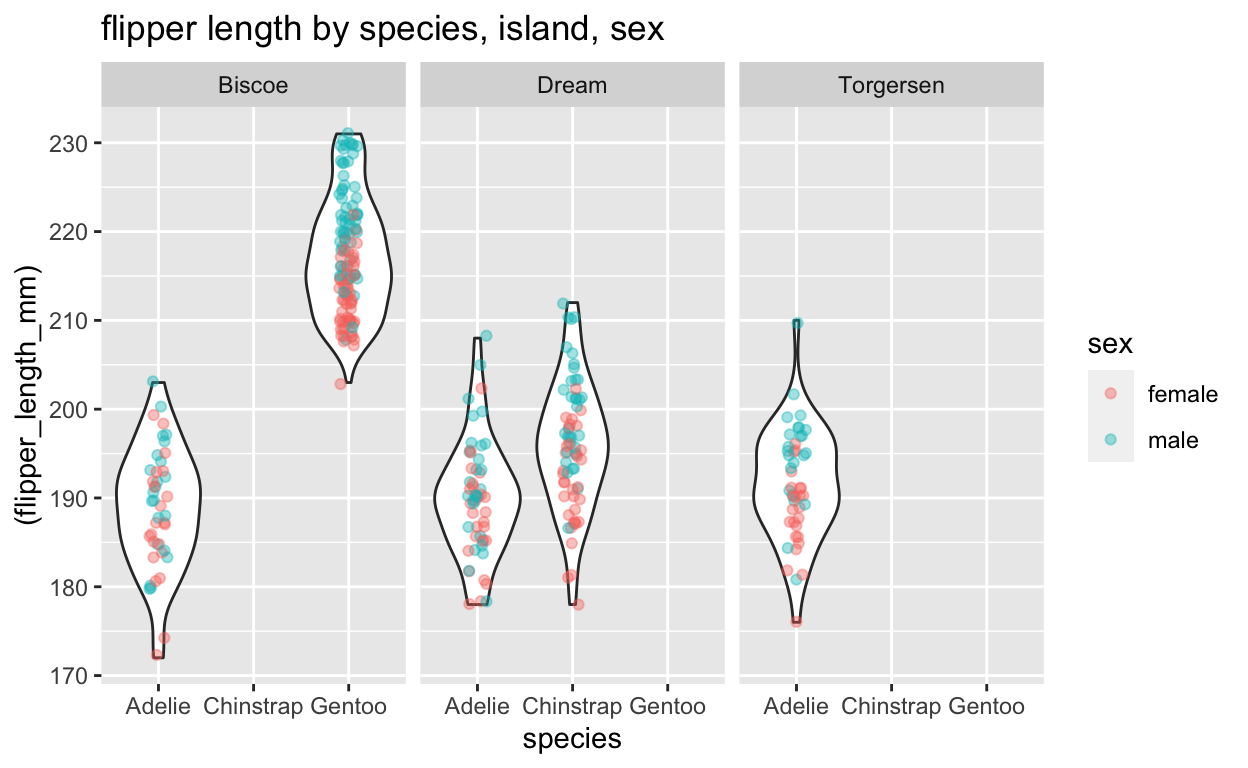 flipper length by species, island, sex
Biscoe Dream Torgersen
230
220
210
200
190
180
170
(flipper_length_mm)
Adelie Chinstrap Gentoo Adelie Chinstrap Gentoo Adelie Chinstrap Gentoo
species
sex
female
male